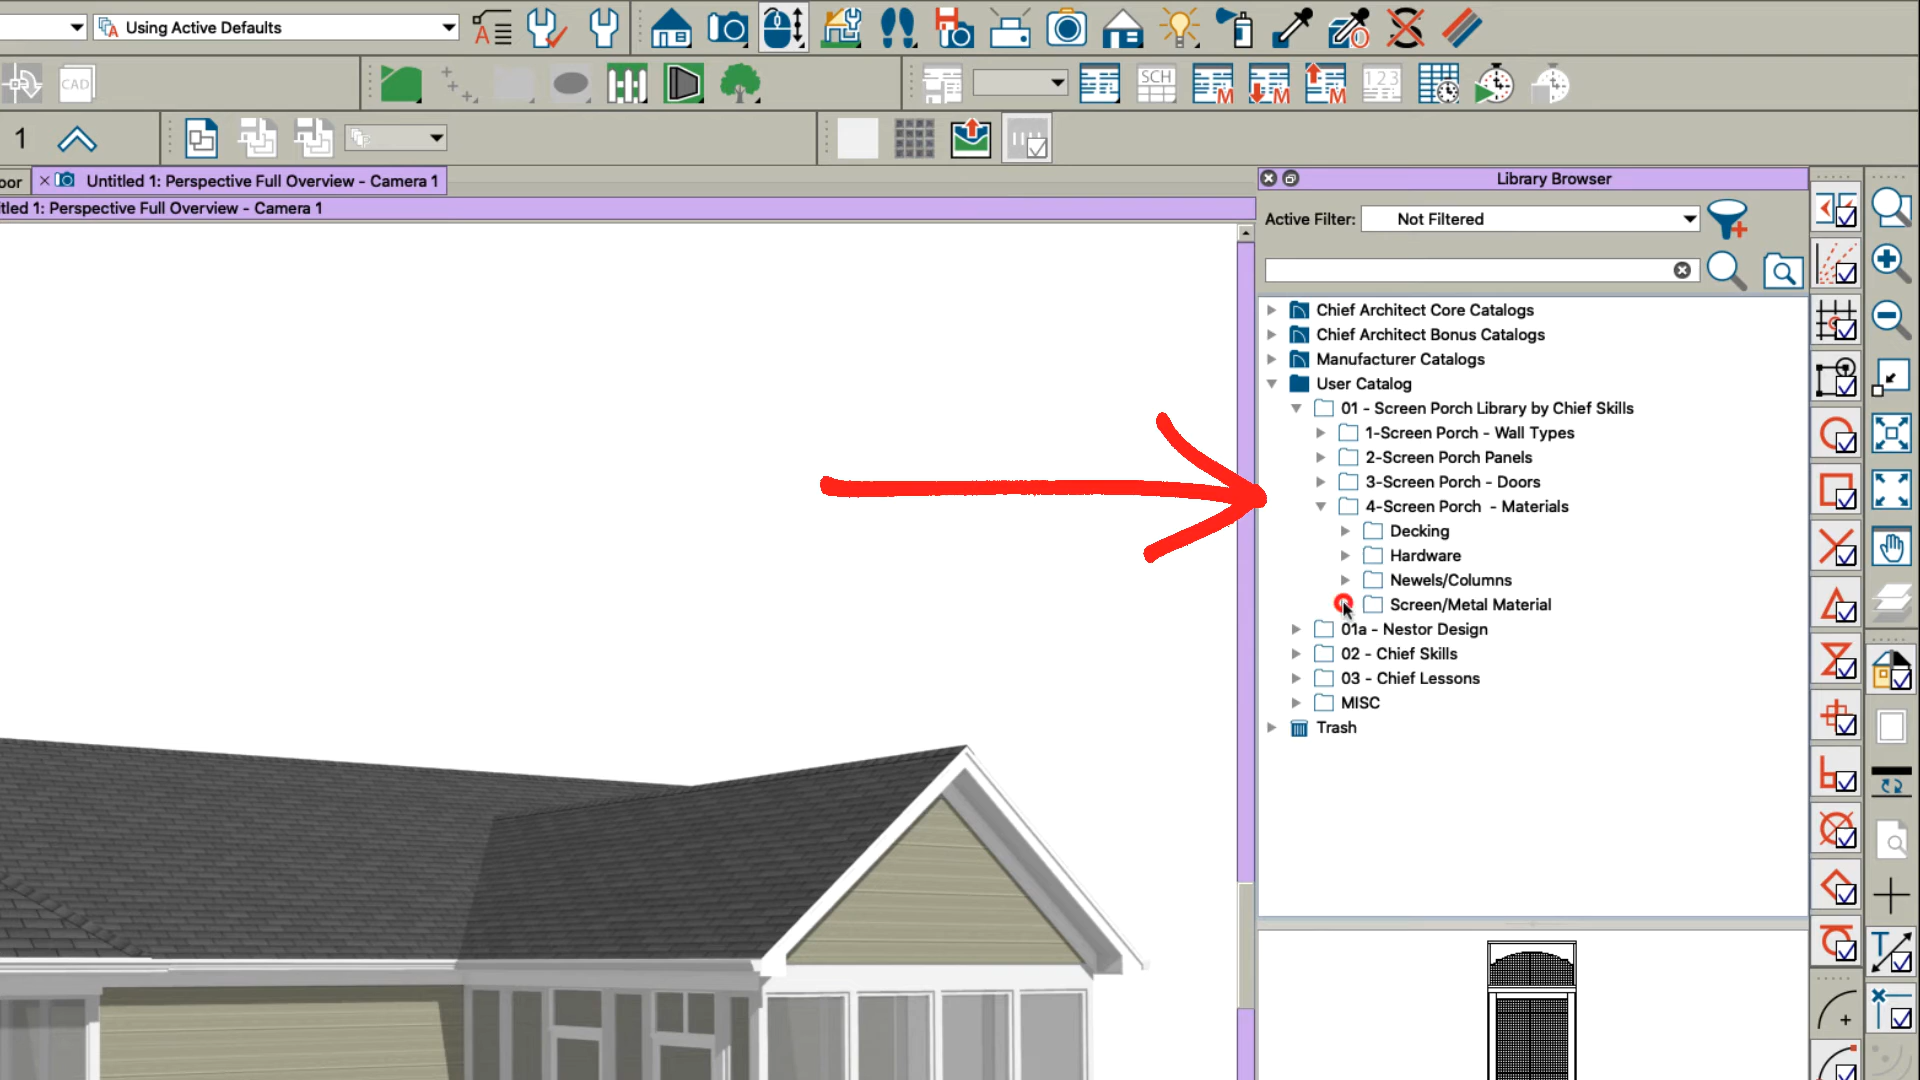 Using Active Defaults
A
CAD
SCH
M
M
M
123
1
oor
Untitled 1: Perspective Full Overview - Camera 1
tled 1: Perspective Full Overview - Camera 1
Library Browser
Active Filter:
Not Filtered
Chief Architect Core Catalogs
Chief Architect Bonus Catalogs
Manufacturer Catalogs
User Catalog
01 - Screen Porch Library by Chief Skills
1-Screen Porch - Wall Types
2-Screen Porch Panels
3-Screen Porch - Doors
4-Screen Porch  - Materials
Decking
Hardware
Newels/Columns
Screen/Metal Material
01a - Nestor Design
02 - Chief Skills
03 - Chief Lessons
MISC
Trash
T